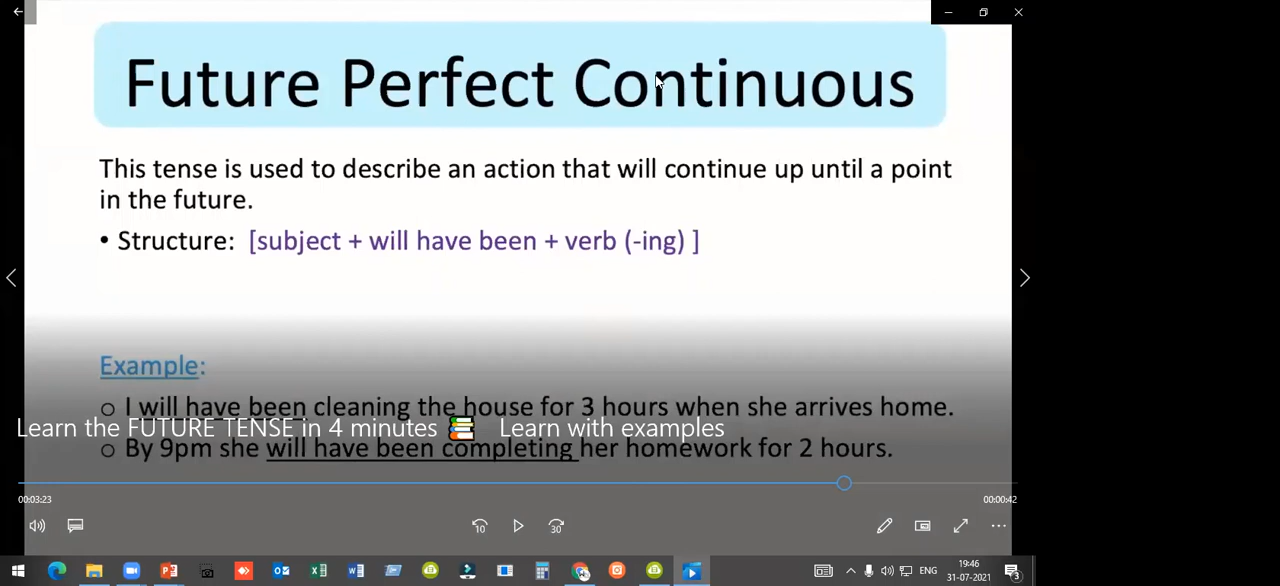 Future Perfect Continuous
This tense is used to describe an action that will continue up until a point
in the future.
• Structure: [subject + will have been + verb (-ing) ]
Example:
o I will have been cleaning the house for 3 hours when she arrives home.
Learn the FUTURE TENSE in 4 minutes 📚 Learn with examples
o By 9pm she will have been completing her homework for 2 hours.
00:03:23 00:00:42
10 30
ENG 19:46
31-07-2021 3